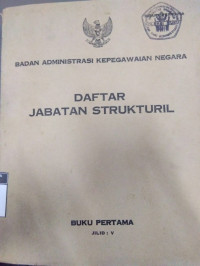 BADAN ADMINISTRASI KEPEGAWAIAN NEGARA
DAFTAR
JABATAN STRUKTURIL
BUKU PERTAMA
JILID : V